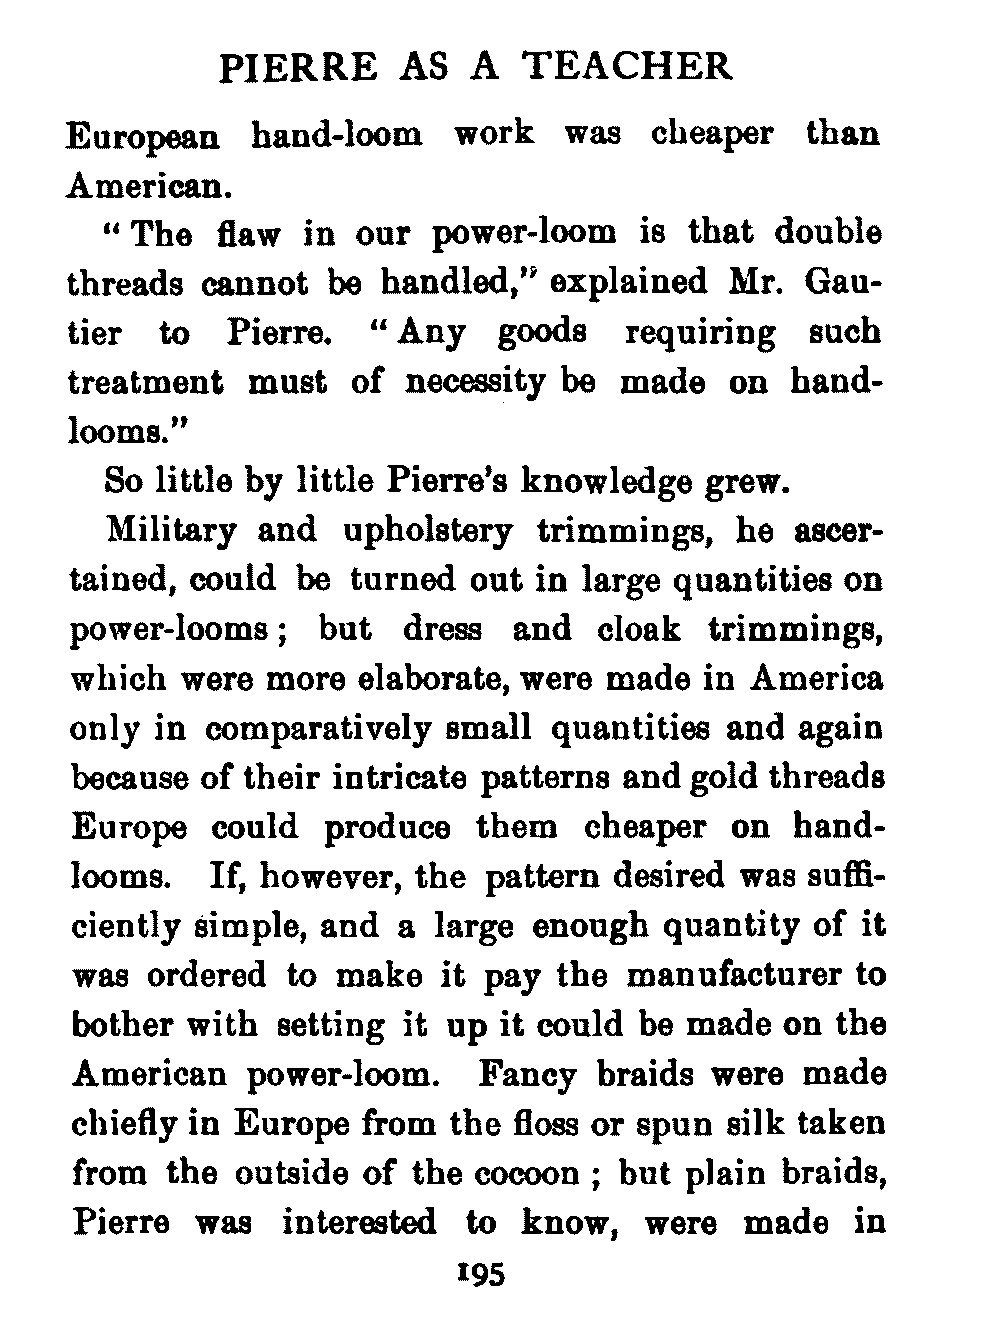 PIERRE AS A TEACHER
European hand-loom work was cheaper than
American.
"The flaw in our power-loom is that double
threads cannot be handled," explained Mr. Gau-
tier to Pierre. "Any goods requiring such
treatment must of necessity be made on hand-
looms."
So little by little Pierre's knowledge grew.
Military and upholstery trimmings, he ascer-
tained, could be turned out in large quantities on
power-looms; but dress and cloak trimmings,
which were more elaborate, were made in America
only in comparatively small quantities and again
because of their intricate patterns and gold threads
Europe could produce them cheaper on hand-
looms. If, however, the pattern desired was suffi-
ciently simple, and a large enough quantity of it
was ordered to make it pay the manufacturer to
bother with setting it up it could be made on the
American power-loom. Fancy braids were made
chiefly in Europe from the floss or spun silk taken
from the outside of the cocoon; but plain braids,
Pierre was interested to know, were made in
195